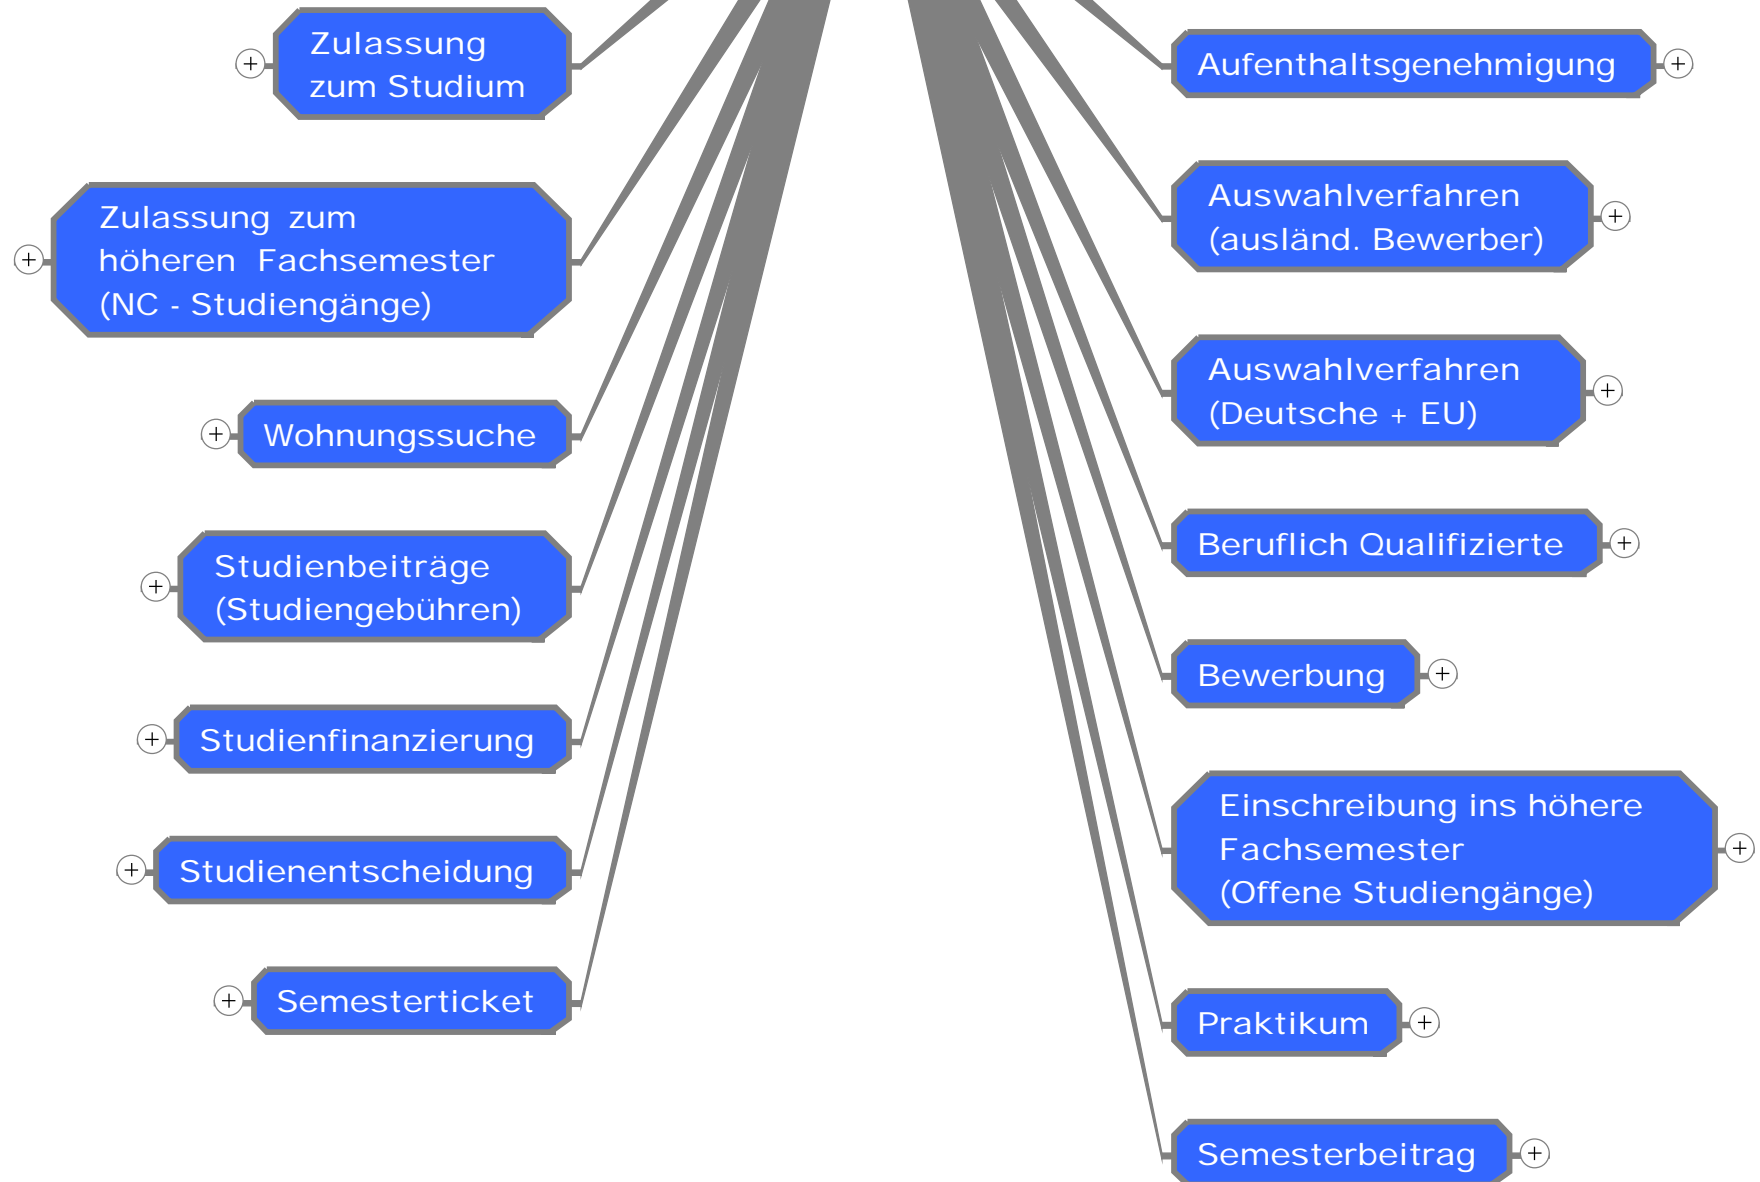 Zulassung
zum Studium
Zulassung zum
höheren Fachsemester
(NC - Studiengänge)
Wohnungssuche
Studienbeiträge
(Studiengebühren)
Studienfinanzierung
Studienentscheidung
Semesterticket
Aufenthaltsgenehmigung
Auswahlverfahren
(ausländ. Bewerber)
Auswahlverfahren
(Deutsche + EU)
Beruflich Qualifizierte
Bewerbung
Einschreibung ins höhere
Fachsemester
(Offene Studiengänge)
Praktikum
Semesterbeitrag